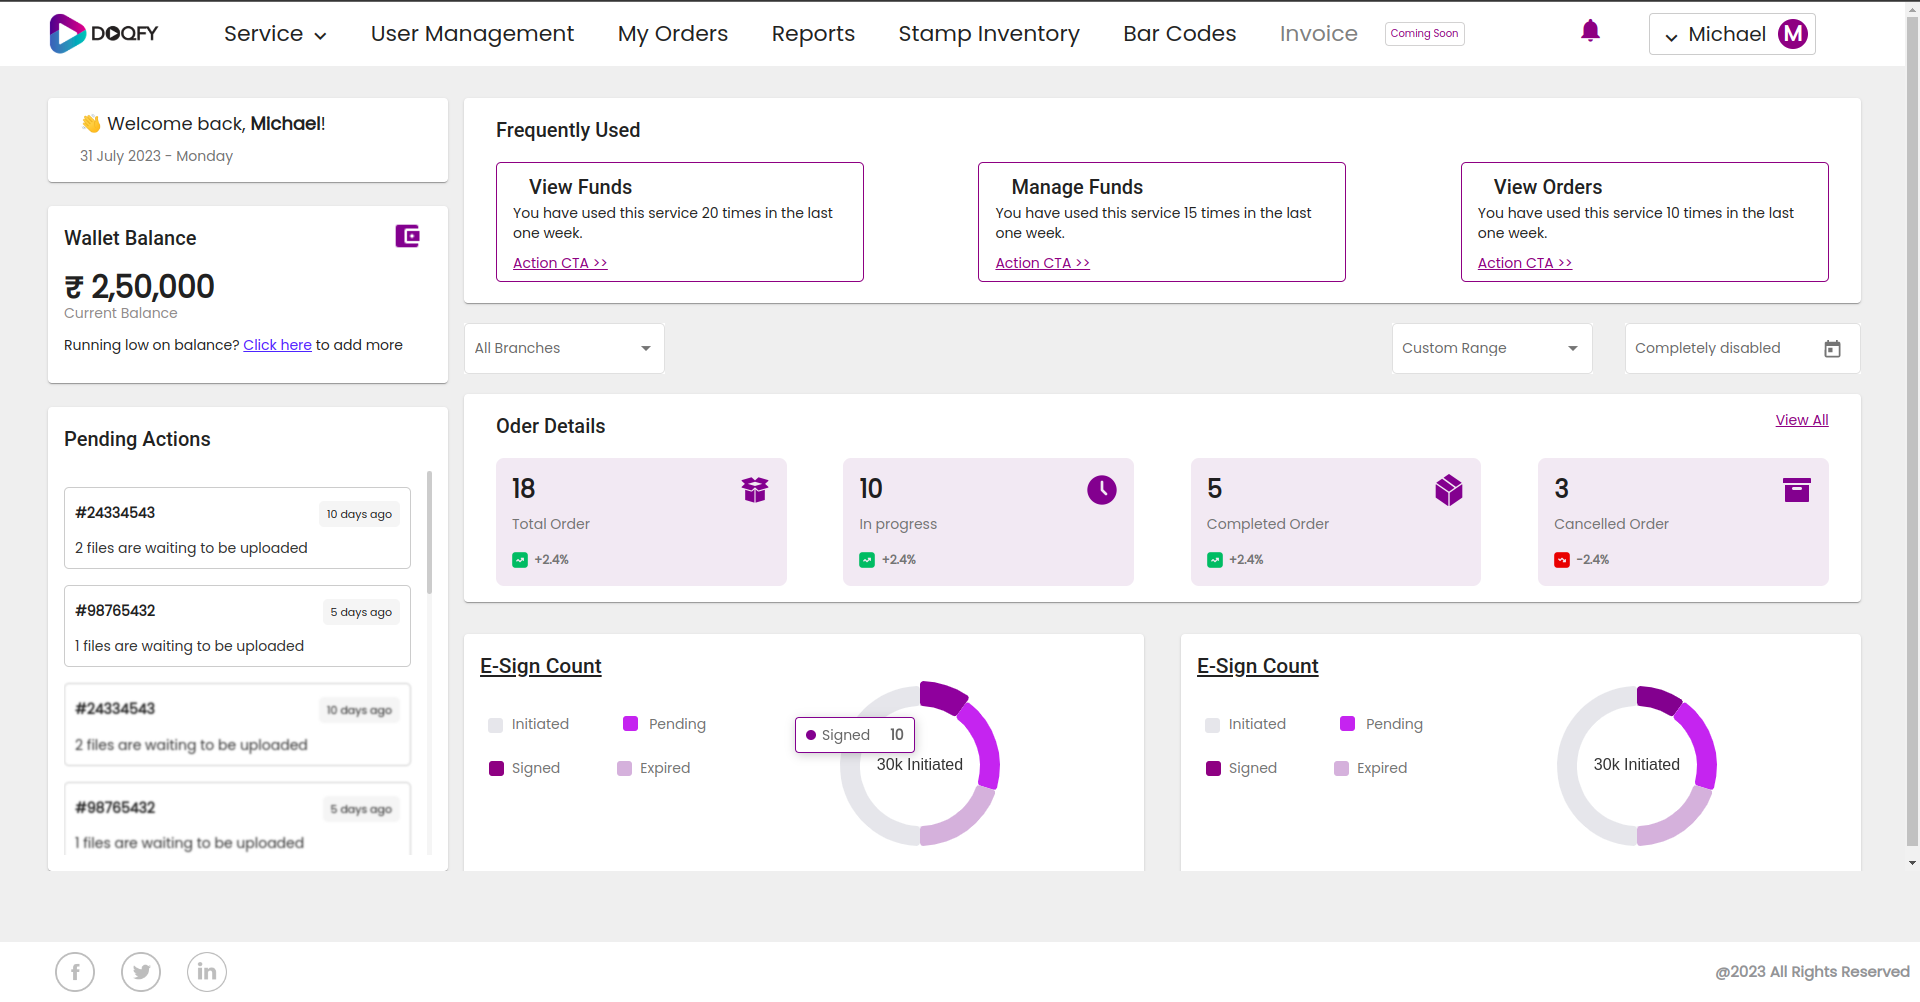 DOQFY
Service
User Management
My Orders
Reports
Stamp Inventory
Bar Codes
Invoice
Coming Soon
Michael
M
👋 Welcome back, Michael!
31 July 2023 - Monday
Wallet Balance
₹ 2,50,000
Current Balance
Running low on balance? Click here to add more
Pending Actions
#24334543
10 days ago
2 files are waiting to be uploaded
#98765432
5 days ago
1 files are waiting to be uploaded
#24334543
10 days ago
2 files are waiting to be uploaded
#98765432
5 days ago
1 files are waiting to be uploaded
Frequently Used
View Funds
You have used this service 20 times in the last
one week.
Action CTA >>
Manage Funds
You have used this service 15 times in the last
one week.
Action CTA >>
View Orders
You have used this service 10 times in the last
one week.
Action CTA >>
All Branches
Custom Range
Completely disabled
Oder Details
View All
18
Total Order
+2.4%
10
In progress
+2.4%
5
Completed Order
+2.4%
3
Cancelled Order
-2.4%
E-Sign Count
Initiated
Pending
Signed
Expired
Signed 10
30k Initiated
E-Sign Count
Initiated
Pending
Signed
Expired
30k Initiated
f
in
@2023 All Rights Reserved